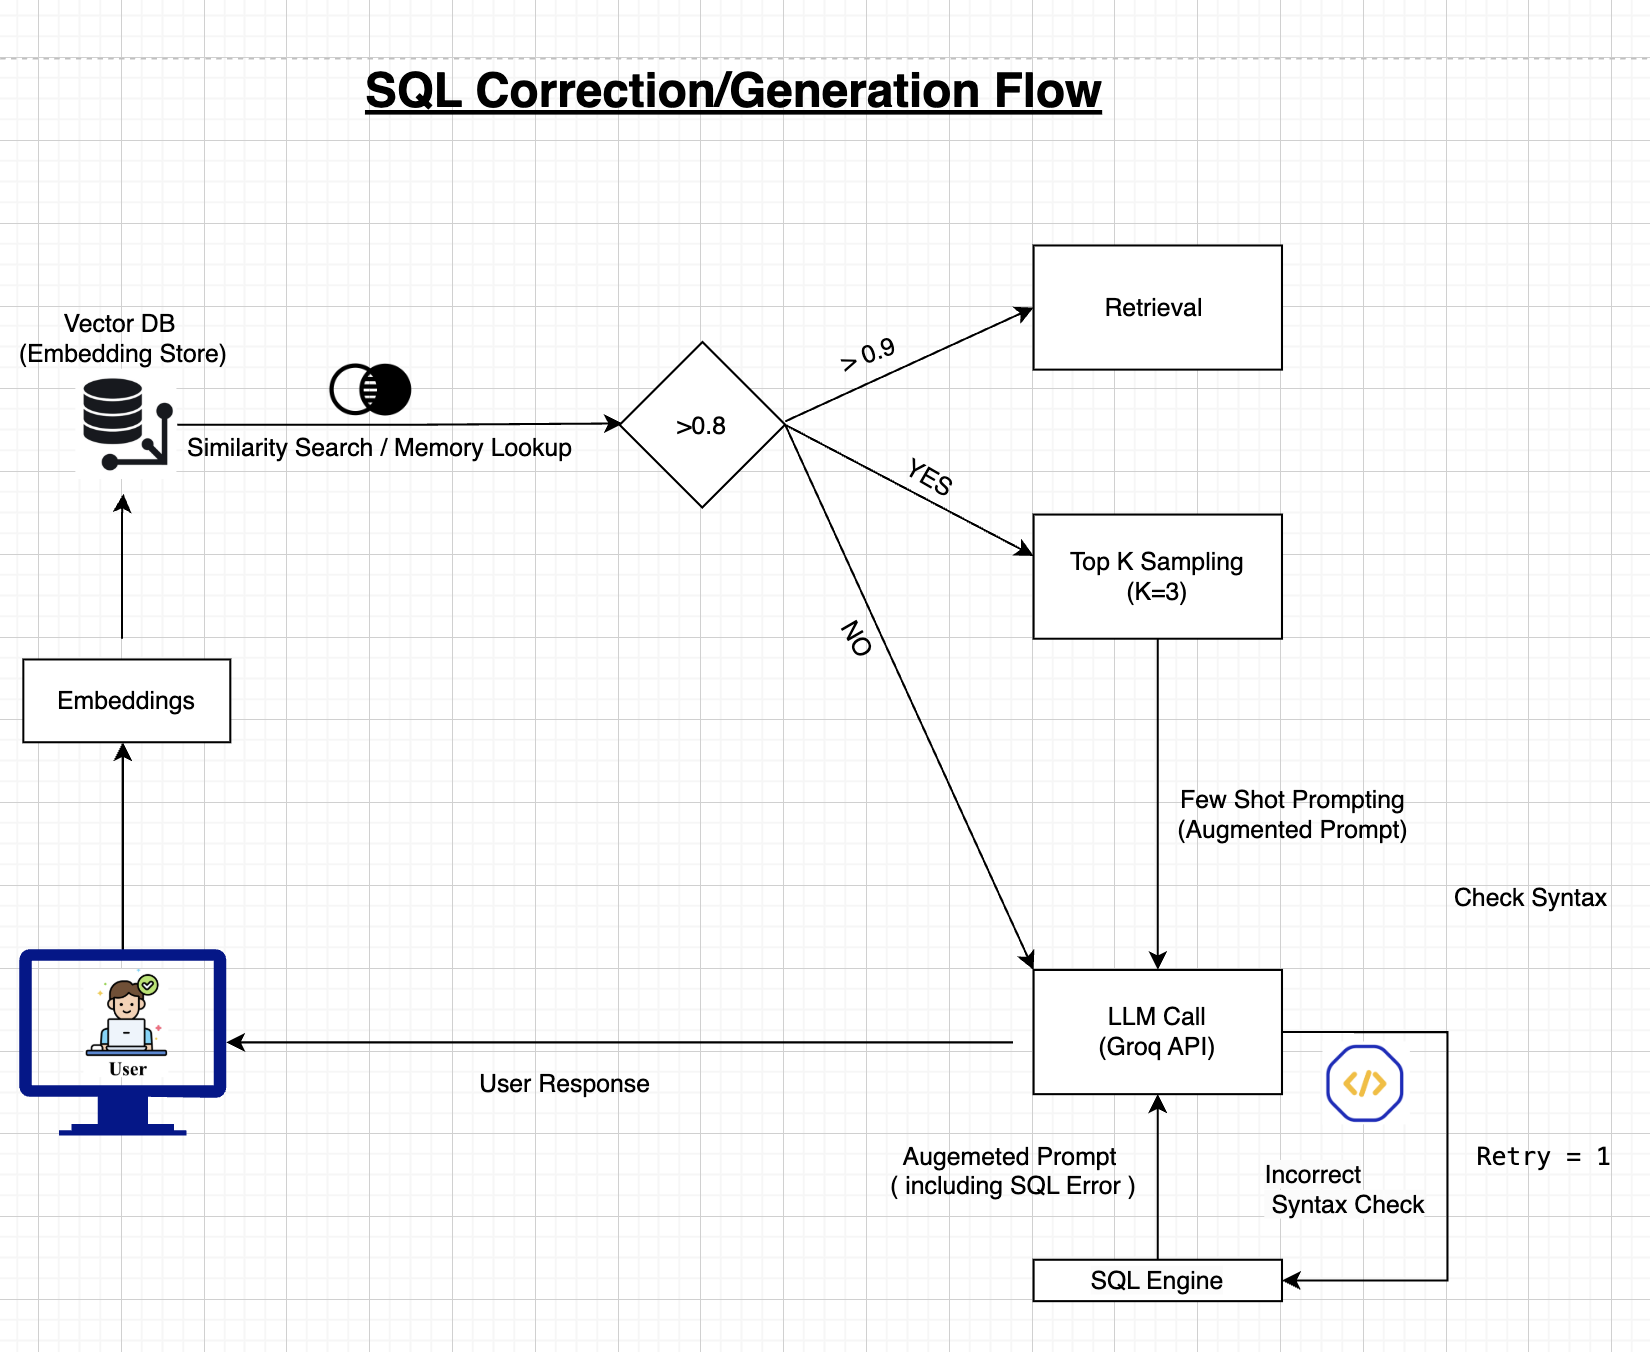 SQL Correction/Generation Flow
Retrieval
Vector DB
(Embedding Store)
> 0.9
>0.8
Similarity Search / Memory Lookup
YES
Top K Sampling
(K=3)
NO
Embeddings
Few Shot Prompting
(Augmented Prompt)
Check Syntax
LLM Call
(Groq API)
User
User Response
</>
Augemeted Prompt
( including SQL Error )
Incorrect
Syntax Check
Retry = 1
SQL Engine